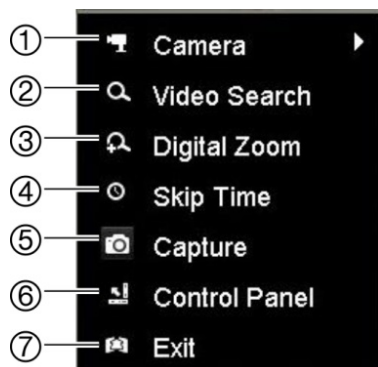 ① Camera
② Video Search
③ Digital Zoom
④ Skip Time
⑤ Capture
⑥ Control Panel
⑦ Exit